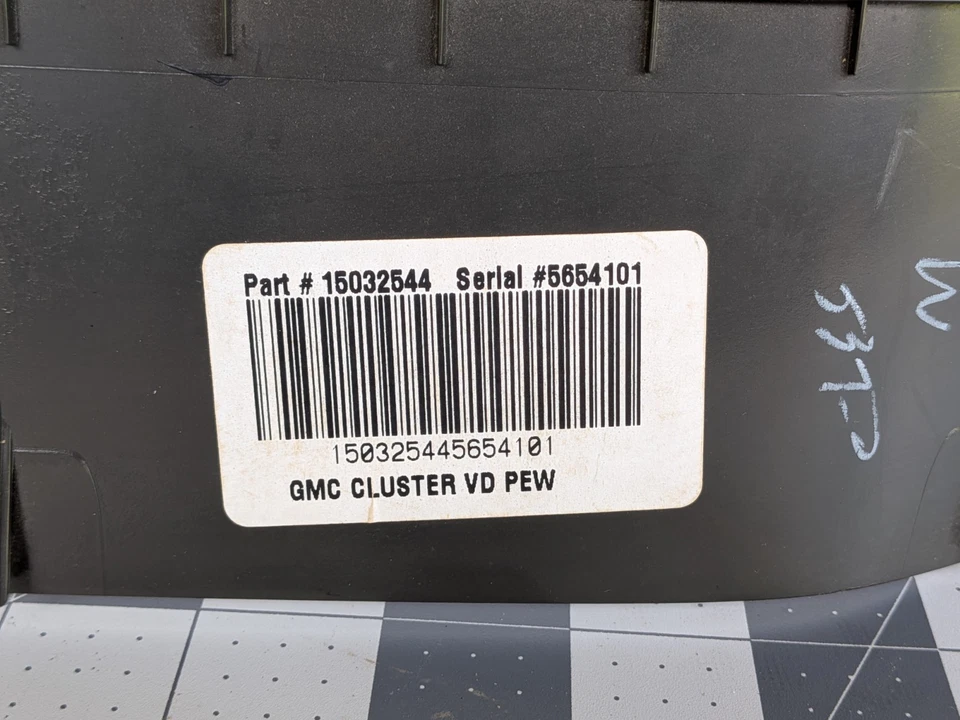 Part # 15032544 Serial #5654101
150325445654101
GMC CLUSTER VD PEW